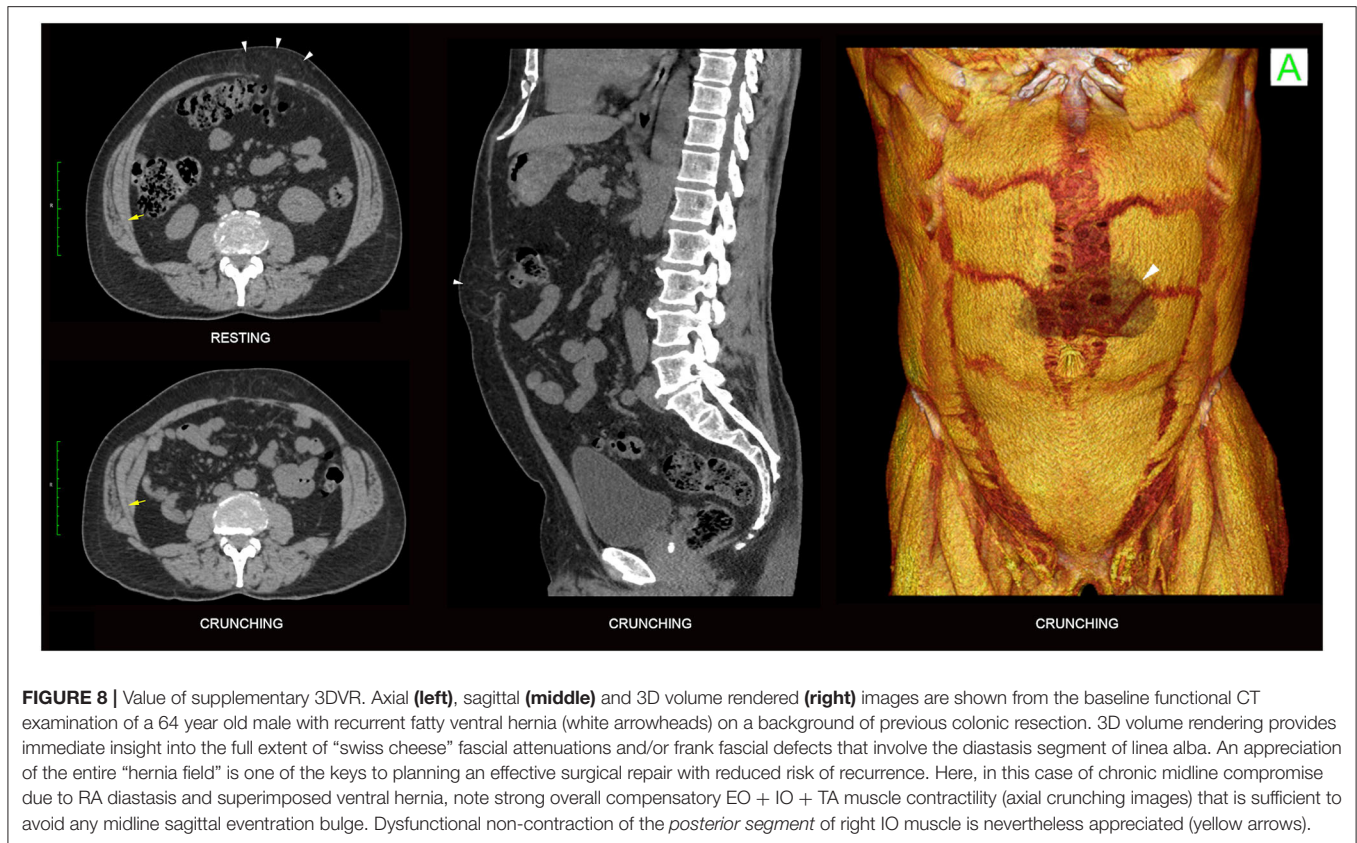 A
RESTING
CRUNCHING
CRUNCHING
CRUNCHING
FIGURE 8 | Value of supplementary 3DVR. Axial (left), sagittal (middle) and 3D volume rendered (right) images are shown from the baseline functional CT
examination of a 64 year old male with recurrent fatty ventral hernia (white arrowheads) on a background of previous colonic resection. 3D volume rendering provides
immediate insight into the full extent of “swiss cheese” fascial attenuations and/or frank fascial defects that involve the diastasis segment of linea alba. An appreciation
of the entire “hernia field” is one of the keys to planning an effective surgical repair with reduced risk of recurrence. Here, in this case of chronic midline compromise
due to RA diastasis and superimposed ventral hernia, note strong overall compensatory EO + IO + TA muscle contractility (axial crunching images) that is sufficient to
avoid any midline sagittal eventration bulge. Dysfunctional non-contraction of the posterior segment of right IO muscle is nevertheless appreciated (yellow arrows).